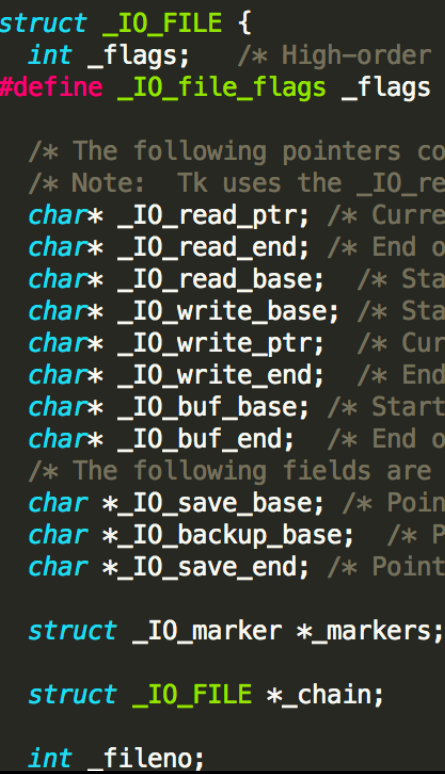 struct _IO_FILE {
int _flags; /* High-order
#define _IO_file_flags _flags
/* The following pointers co
/* Note: Tk uses the _IO_re
char* _IO_read_ptr; /* Curre
char* _IO_read_end; /* End o
char* _IO_read_base; /* Sta
char* _IO_write_base; /* Sta
char* _IO_write_ptr; /* Cur
char* _IO_write_end; /* End
char* _IO_buf_base; /* Start
char* _IO_buf_end; /* End o
/* The following fields are
char *_IO_save_base; /* Poin
char *_IO_backup_base; /* P
char *_IO_save_end; /* Point
struct _IO_marker *_markers;
struct _IO_FILE *_chain;
int _fileno;